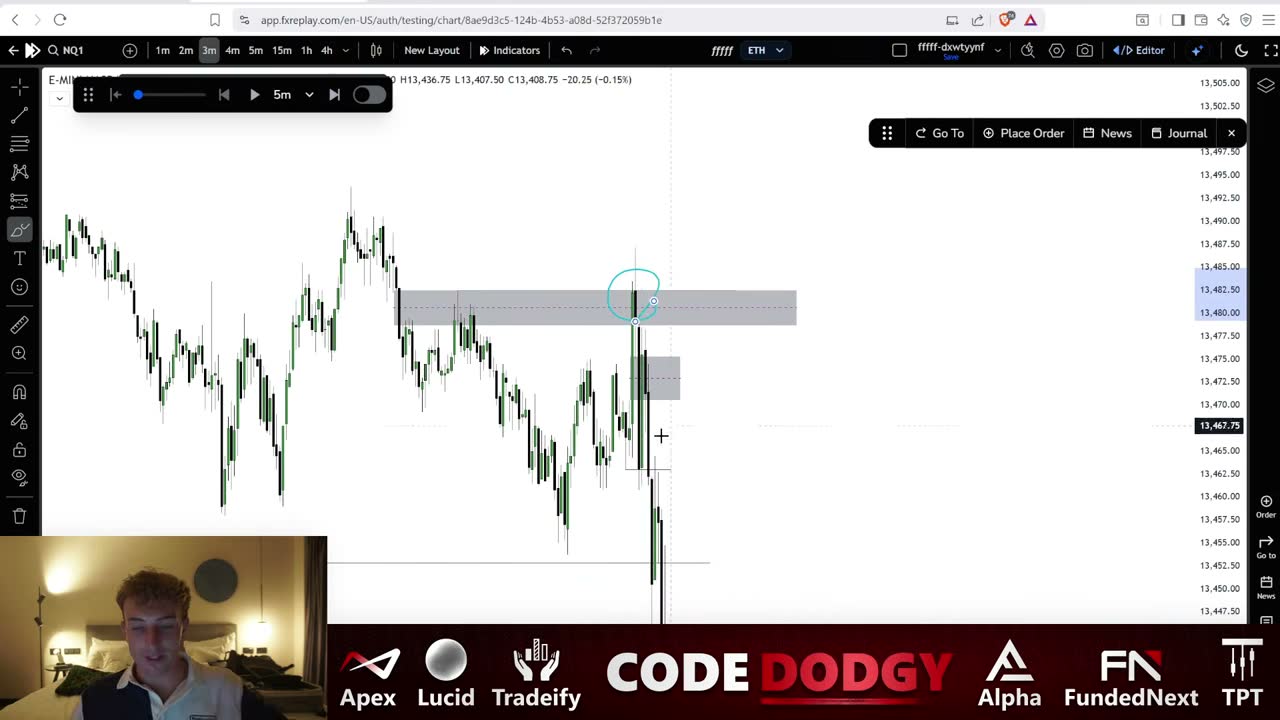 app.fxreplay.com/en-US/auth/testing/chart/8ae9d3c5-124b-4b53-a08d-52f372059b1e
NQ1 1m 2m 3m 4m 5m 15m 1h 4h New Layout Indicators fffff ETH fffff-dxwtyynf Save Editor
H13,436.75 L13,407.50 C13,408.75 −20.25 (−0.15%)
5m
Go To Place Order News Journal
13,505.00
13,502.50
13,497.50
13,495.00
13,492.50
13,490.00
13,487.50
13,485.00
13,482.50
13,480.00
13,477.50
13,475.00
13,472.50
13,470.00
13,467.75
13,465.00
13,462.50
13,460.00
13,457.50
13,455.00
13,452.50
13,450.00
13,447.50
Order
Go to
News
CODE DODGY
Apex Lucid Tradeify Alpha FundedNext TPT